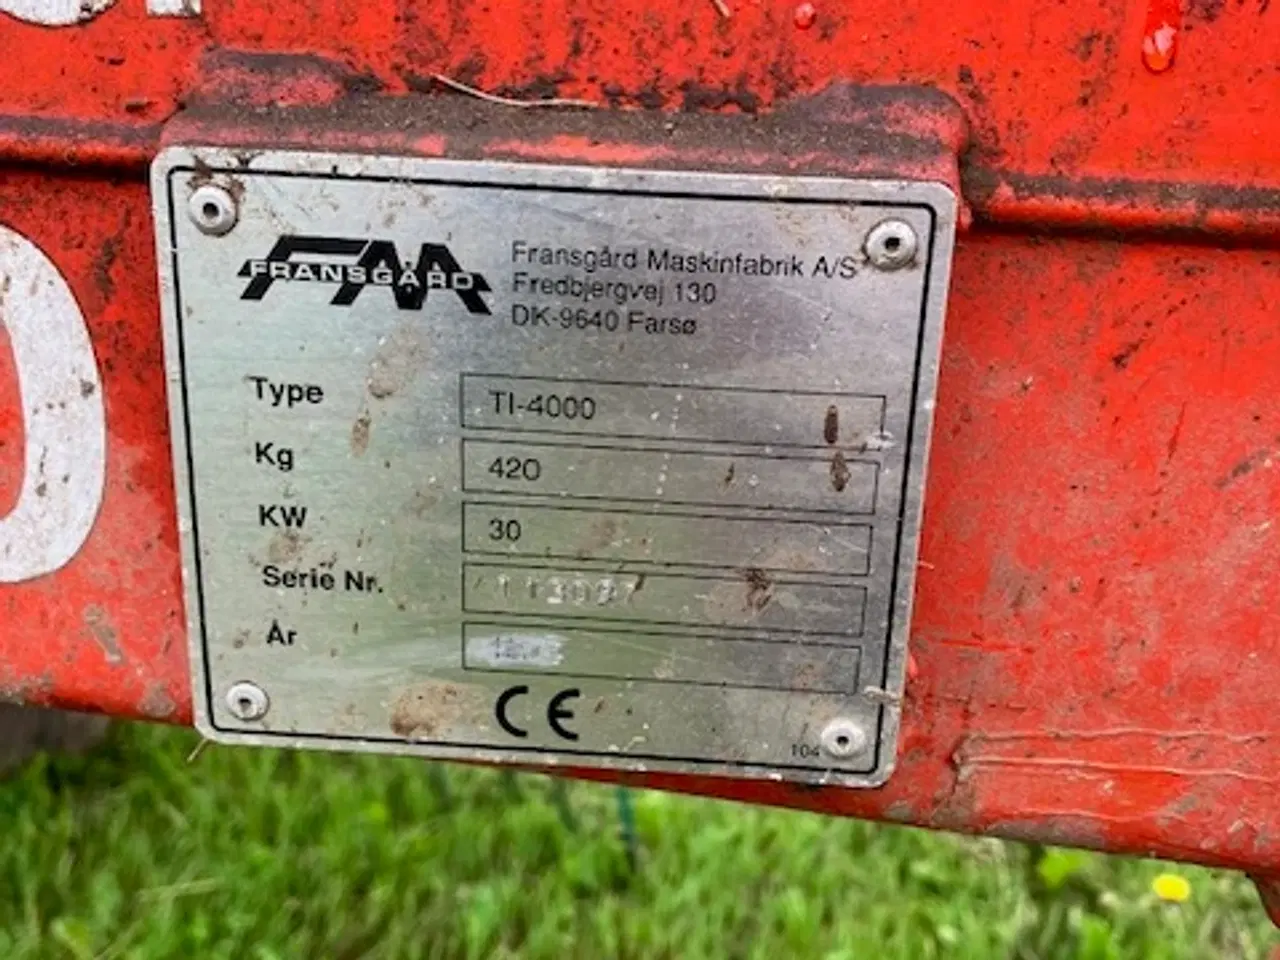 FRANSGÅRD
Fransgård Maskinfabrik A/S
Fredbjergvej 130
DK-9640 Farsø
Type TI-4000
Kg 420
KW 30
Serie Nr.
År
CE
104